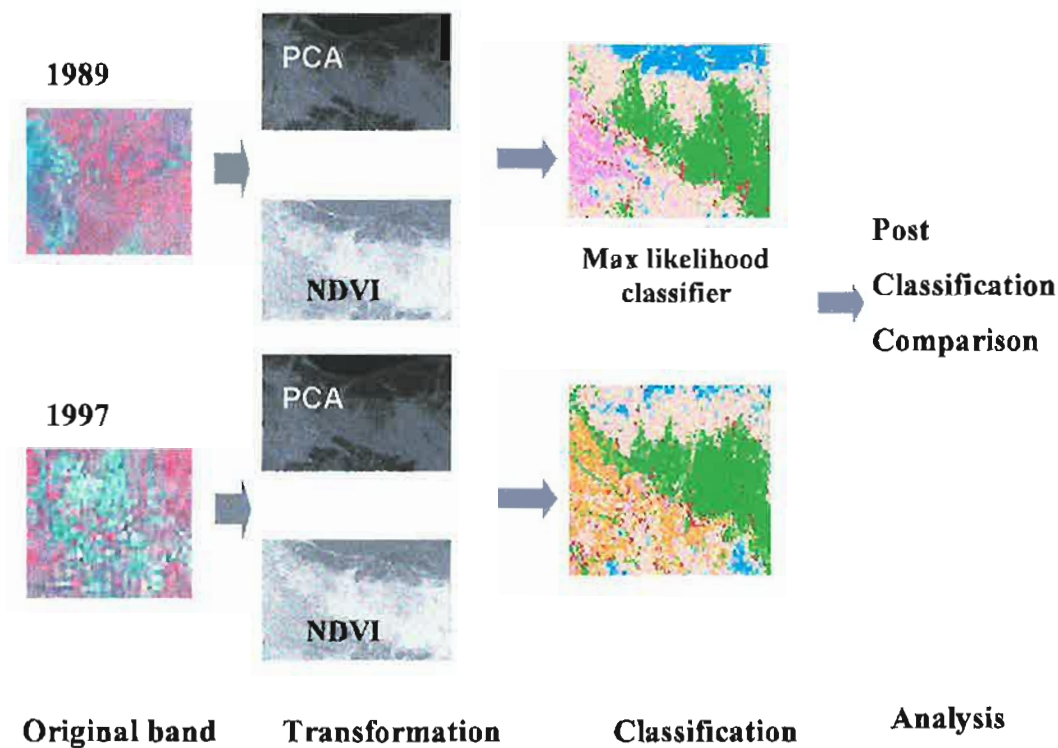 1989
PCA
NDVI
Max likelihood
classifier
Post
Classification
Comparison
1997
PCA
NDVI
Original band
Transformation
Classification
Analysis